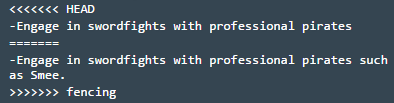 <<<<<<< HEAD
-Engage in swordfights with professional pirates
=======
-Engage in swordfights with professional pirates such
as Smee.
>>>>>>> fencing